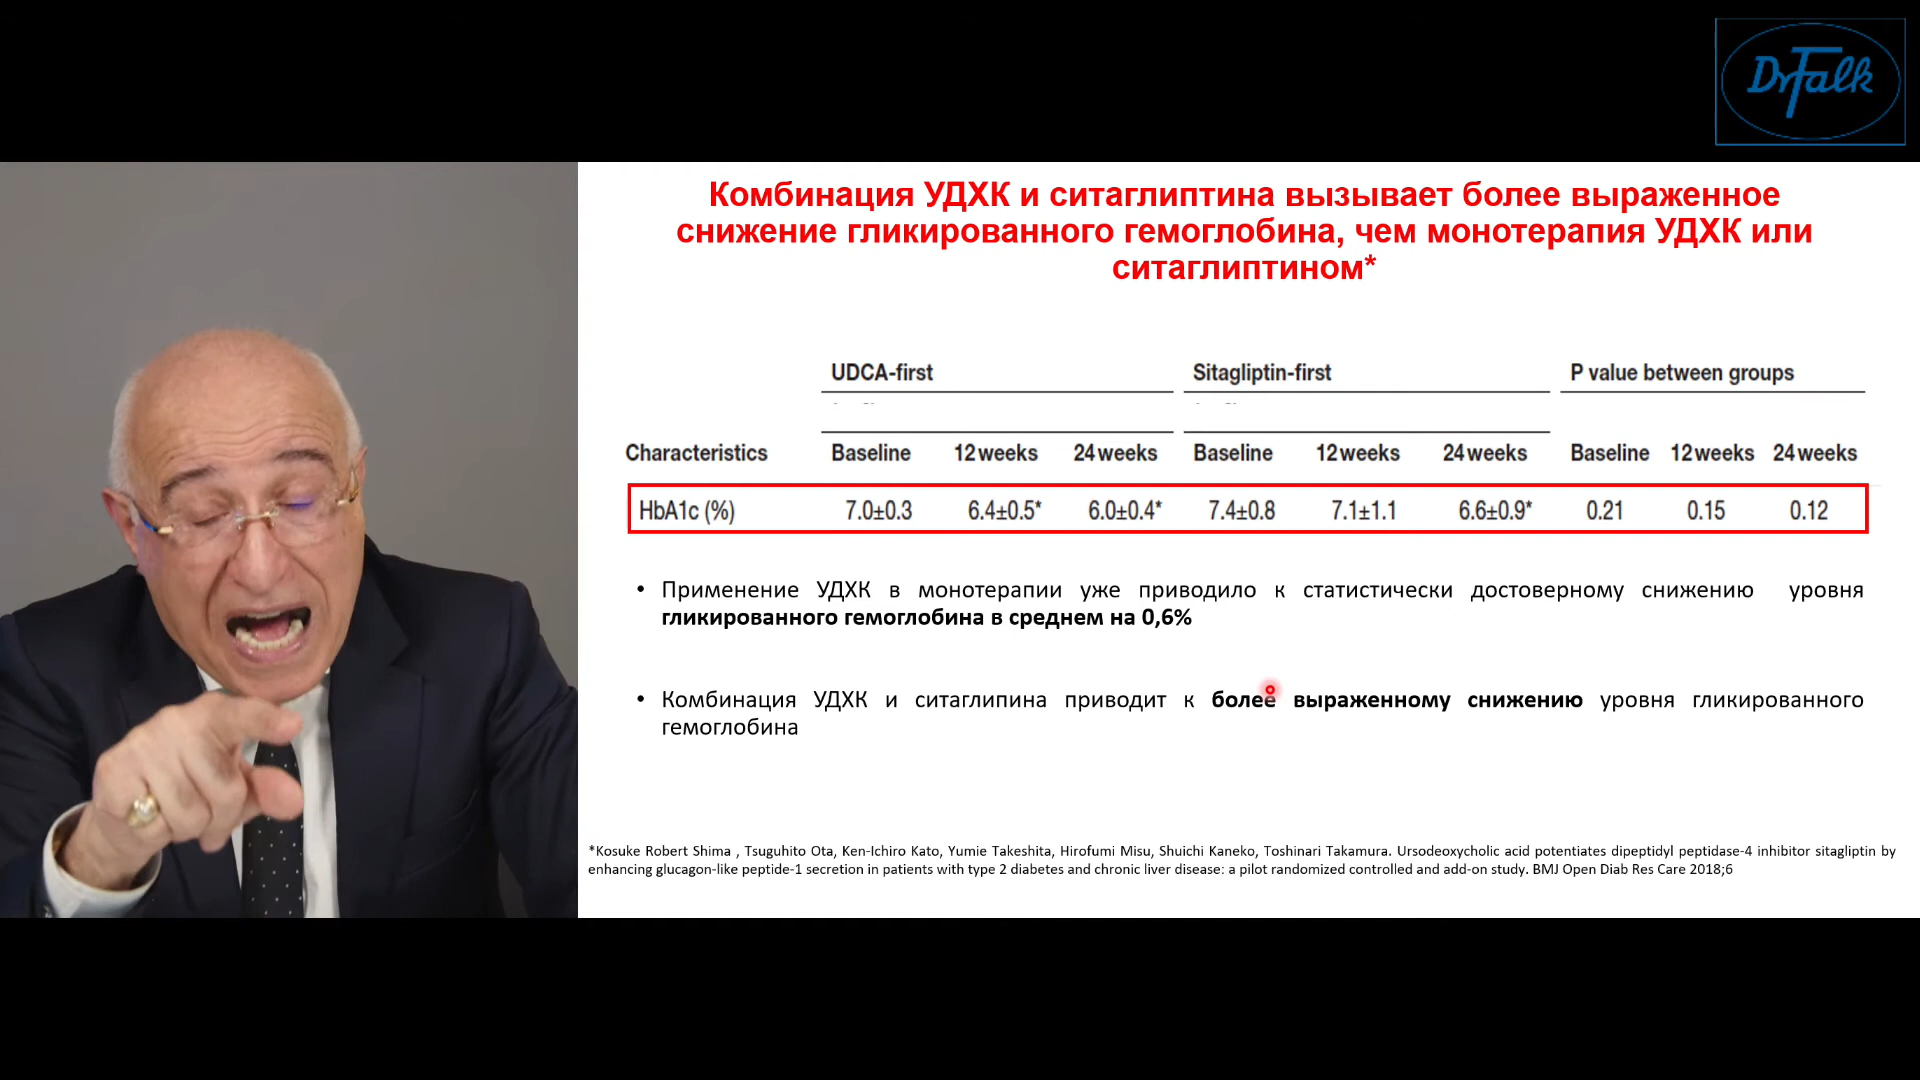 Dr Falk
Комбинация УДХК и ситаглиптина вызывает более выраженное
снижение гликированного гемоглобина, чем монотерапия УДХК или
ситаглиптином*
UDCA-first Sitagliptin-first P value between groups
Characteristics Baseline 12 weeks 24 weeks Baseline 12 weeks 24 weeks Baseline 12 weeks 24 weeks
HbA1c (%) 7.0±0.3 6.4±0.5* 6.0±0.4* 7.4±0.8 7.1±1.1 6.6±0.9* 0.21 0.15 0.12
• Применение УДХК в монотерапии уже приводило к статистически достоверному снижению уровня
гликированного гемоглобина в среднем на 0,6%
• Комбинация УДХК и ситаглипина приводит к более выраженному снижению уровня гликированного
гемоглобина
*Kosuke Robert Shima , Tsuguhito Ota, Ken-Ichiro Kato, Yumie Takeshita, Hirofumi Misu, Shuichi Kaneko, Toshinari Takamura. Ursodeoxycholic acid potentiates dipeptidyl peptidase-4 inhibitor sitagliptin by
enhancing glucagon-like peptide-1 secretion in patients with type 2 diabetes and chronic liver disease: a pilot randomized controlled and add-on study. BMJ Open Diab Res Care 2018;6